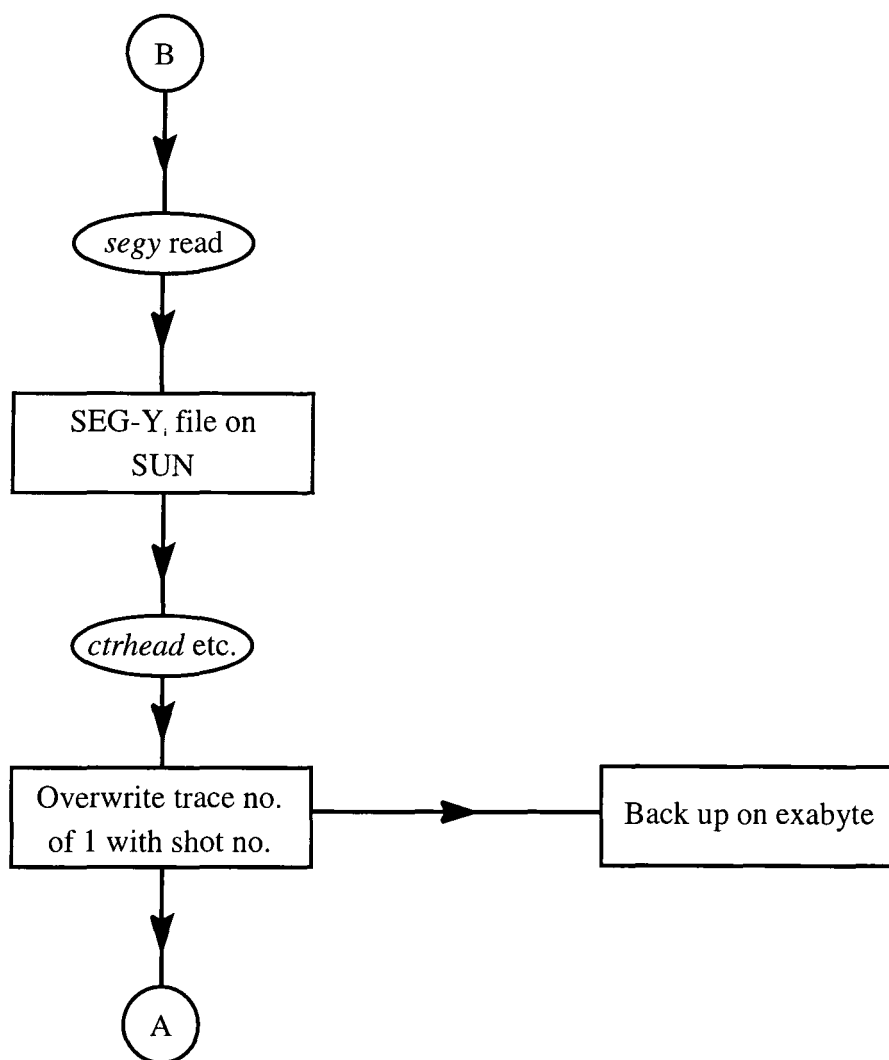 B
segy read
SEG-Y file on
SUN
ctrhead etc.
Overwrite trace no.
of 1 with shot no.
Back up on exabyte
A